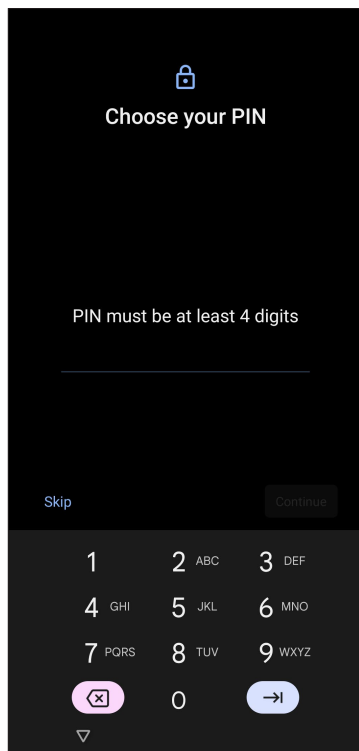 Choose your PIN
PIN must be at least 4 digits
Skip Continue
1 2 ABC 3 DEF
4 GHI 5 JKL 6 MNO
7 PQRS 8 TUV 9 WXYZ
0